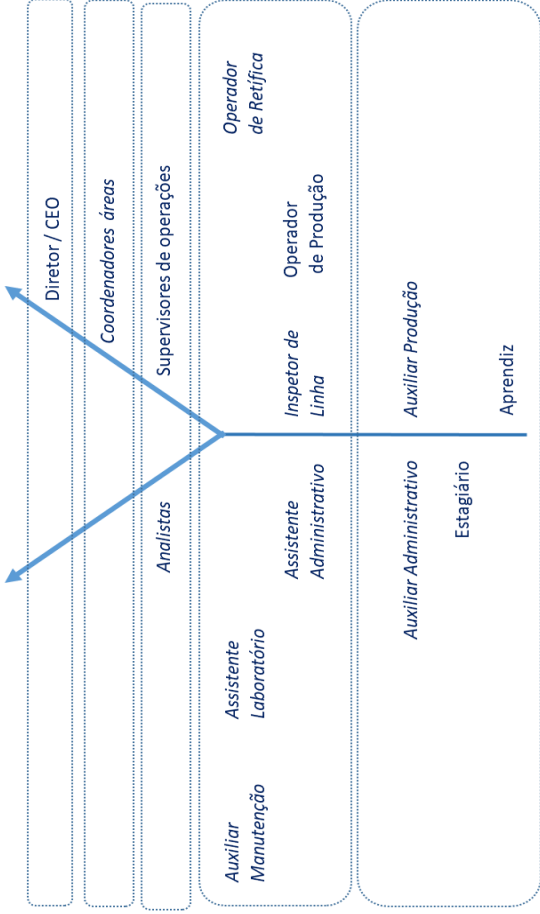 Diretor / CEO
Coordenadores áreas
Analistas
Supervisores de operações
Auxiliar
Manutenção
Assistente
Laboratório
Operador
de Retífica
Assistente
Administrativo
Inspetor de
Linha
Operador
de Produção
Auxiliar Administrativo
Auxiliar Produção
Estagiário
Aprendiz